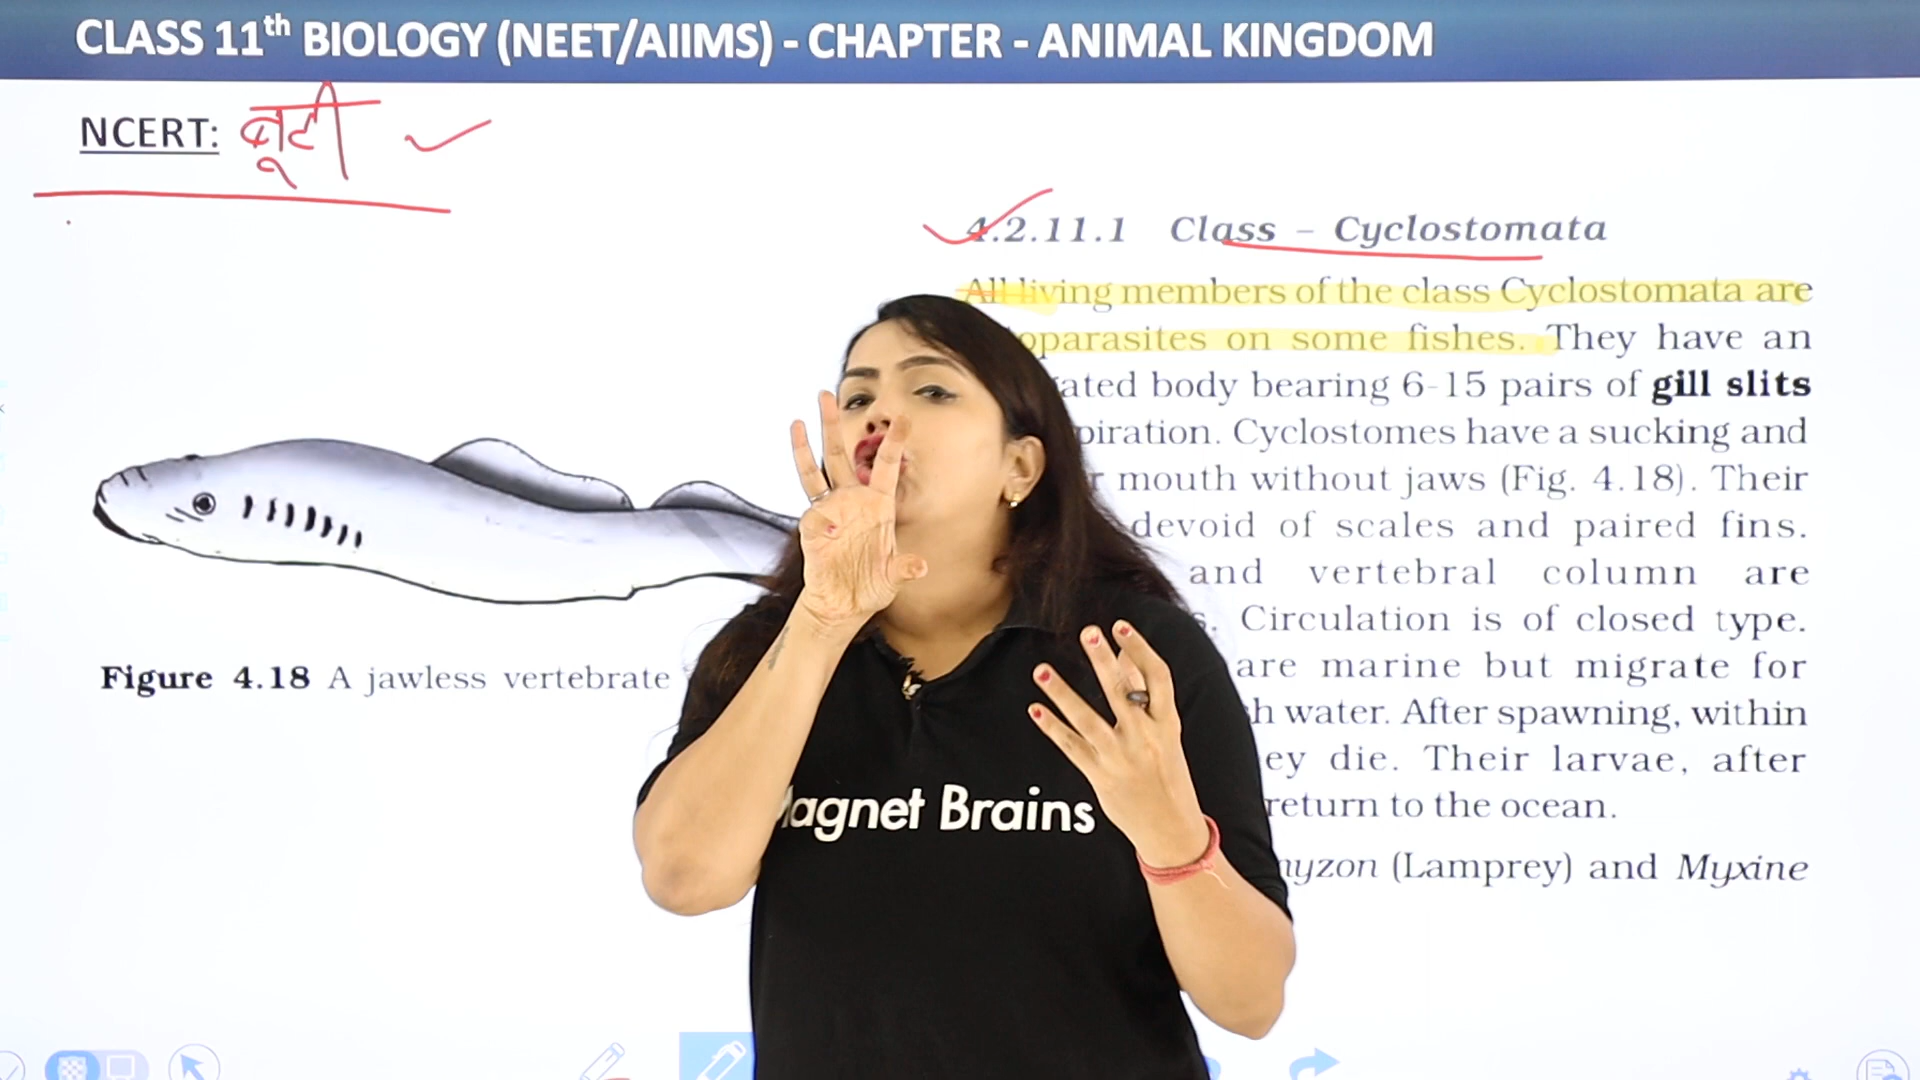 CLASS 11th BIOLOGY (NEET/AIIMS) - CHAPTER - ANIMAL KINGDOM
NCERT: बूटी
4.2.11.1 Class – Cyclostomata
All living members of the class Cyclostomata are
oparasites on some fishes. They have an
gated body bearing 6-15 pairs of gill slits
piration. Cyclostomes have a sucking and
r mouth without jaws (Fig. 4.18). Their
devoid of scales and paired fins.
and vertebral column are
s. Circulation is of closed type.
are marine but migrate for
h water. After spawning, within
ey die. Their larvae, after
return to the ocean.
yzon (Lamprey) and Myxine
Figure 4.18 A jawless vertebrate
Magnet Brains